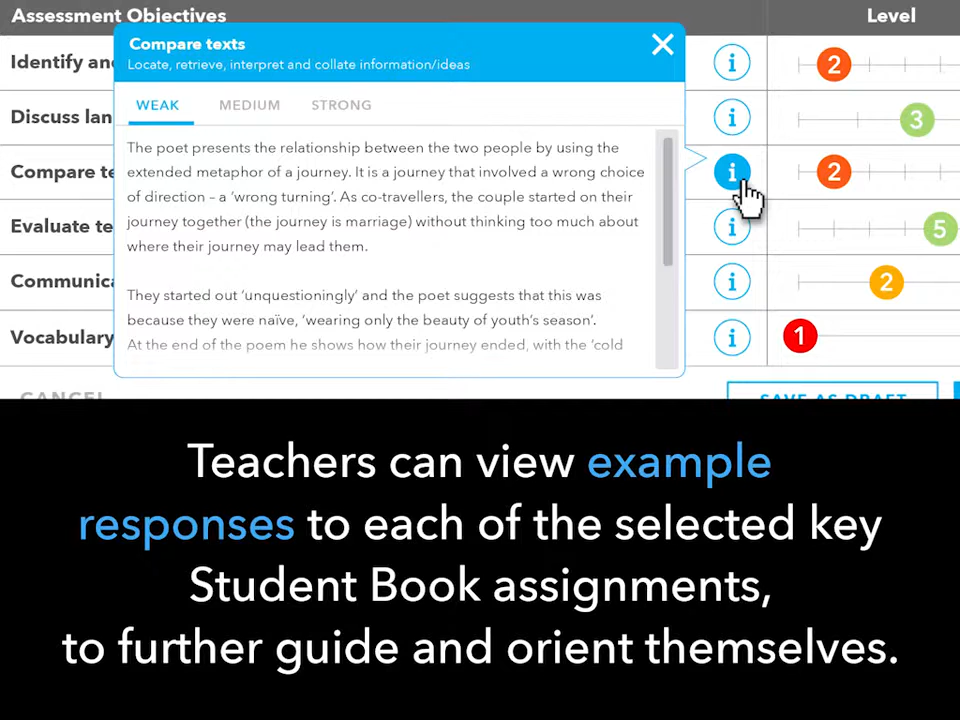 Assessment Objectives
Level
Identify an
Compare texts
Locate, retrieve, interpret and collate information/ideas
i
2
WEAK
MEDIUM
STRONG
Discuss lan
i
3
The poet presents the relationship between the two people by using the
extended metaphor of a journey. It is a journey that involved a wrong choice
of direction – a ‘wrong turning’. As co-travellers, the couple started on their
journey together (the journey is marriage) without thinking too much about
where their journey may lead them.
Compare te
i
2
Evaluate te
i
5
They started out ‘unquestioningly’ and the poet suggests that this was
because they were naïve, ‘wearing only the beauty of youth’s season’.
At the end of the poem he shows how their journey ended, with the ‘cold
Communica
i
2
Vocabulary
i
1
CANCEL
SAVE AS DRAFT
Teachers can view example
responses to each of the selected key
Student Book assignments,
to further guide and orient themselves.